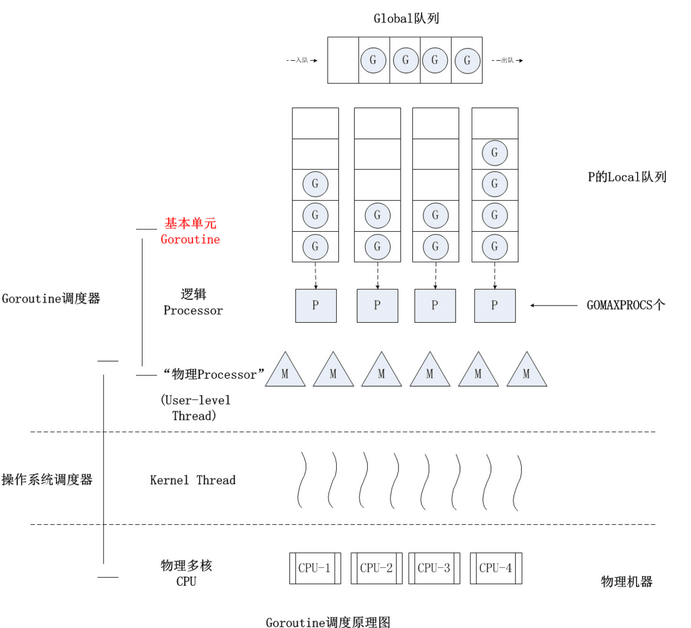 Global队列
入队
G G G G
出队
G
G G
G G G G
G G G G
P的Local队列
基本单元
Goroutine
Goroutine调度器
逻辑
Processor
P P P P
GOMAXPROCS个
“物理Processor”
M M M M M M
(User-level
Thread)
操作系统调度器
Kernel Thread
物理多核
CPU
CPU-1 CPU-2 CPU-3 CPU-4
物理机器
Goroutine调度原理图